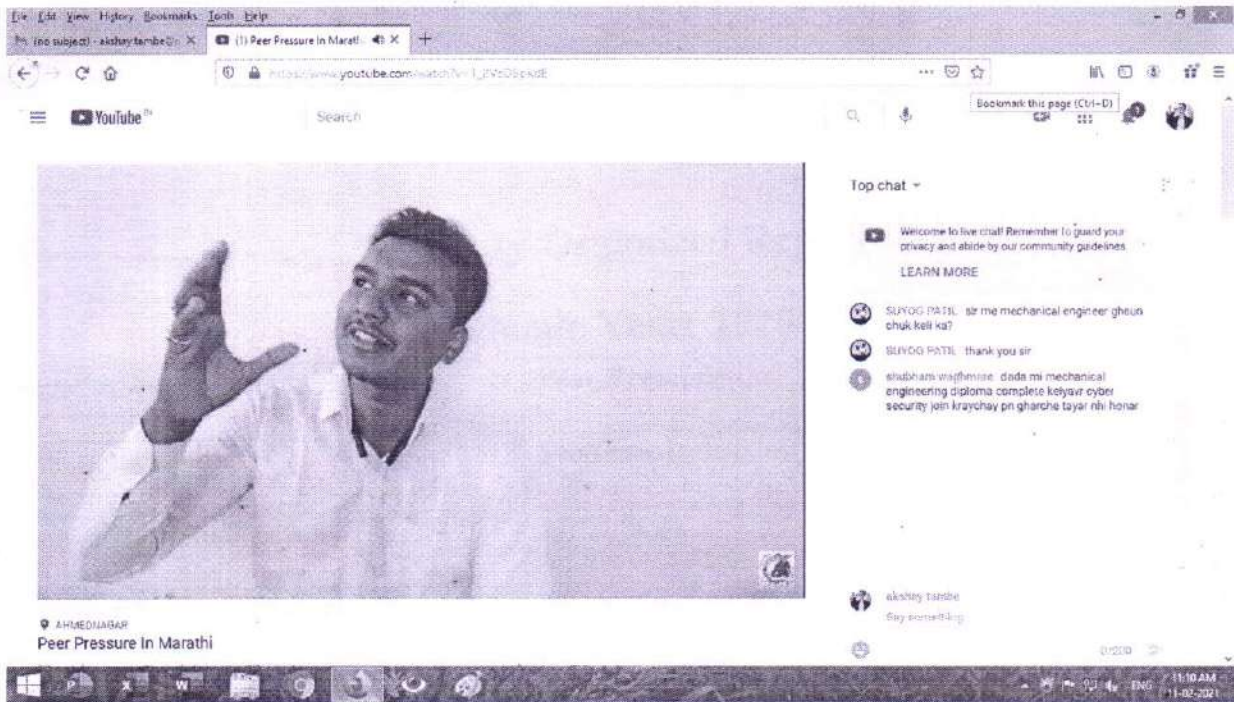 File Edit View History Bookmarks Tools Help
(no subject) - akshay.tambe@
(1) Peer Pressure In Marathi
youtube.com
Bookmark this page (Ctrl+D)
YouTube IN
Search
Top chat
Welcome to live chat! Remember to guard your
privacy and abide by our community guidelines.
LEARN MORE
SUYOG PATIL sir me mechanical engineer gheun
chuk keli ka?
SUYOG PATIL thank you sir
shubham waghmare dada mi mechanical
engineering diploma complete kelyavr cyber
security join kraychay pn gharche tayar nhi honar
akshay tambe
Say something
0/200
AHMEDNAGAR
Peer Pressure In Marathi
ENG
11:10 AM
11-02-2021